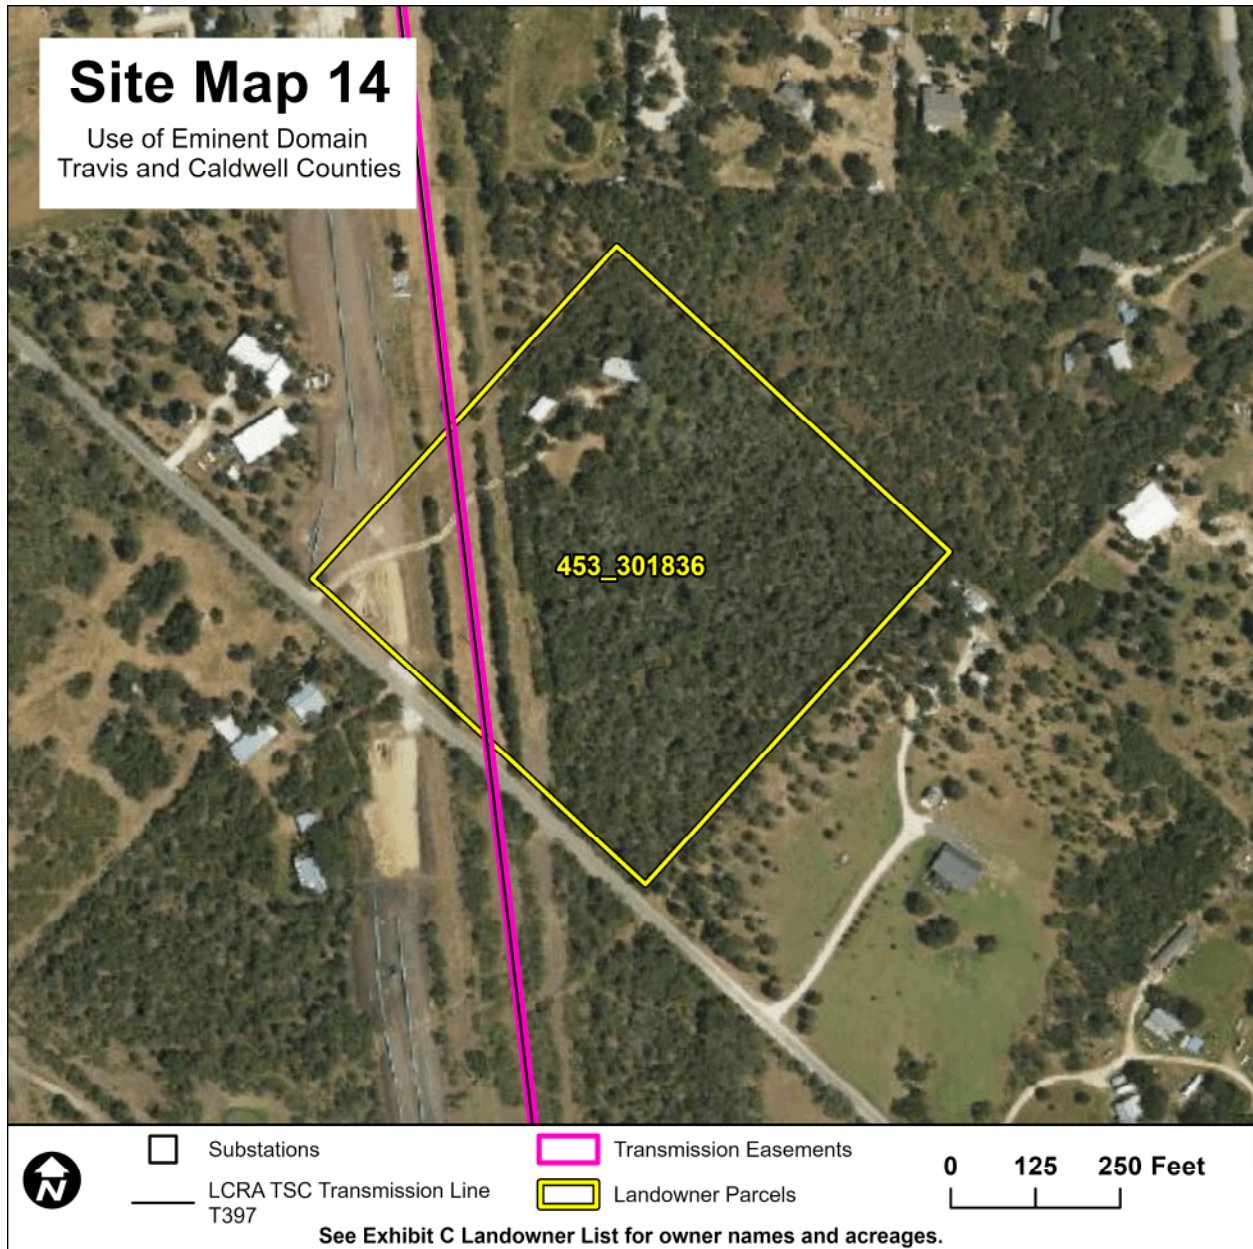 Site Map 14
Use of Eminent Domain
Travis and Caldwell Counties
453_301836
N
Substations
LCRA TSC Transmission Line
T397
Transmission Easements
Landowner Parcels
0 125 250 Feet
See Exhibit C Landowner List for owner names and acreages.